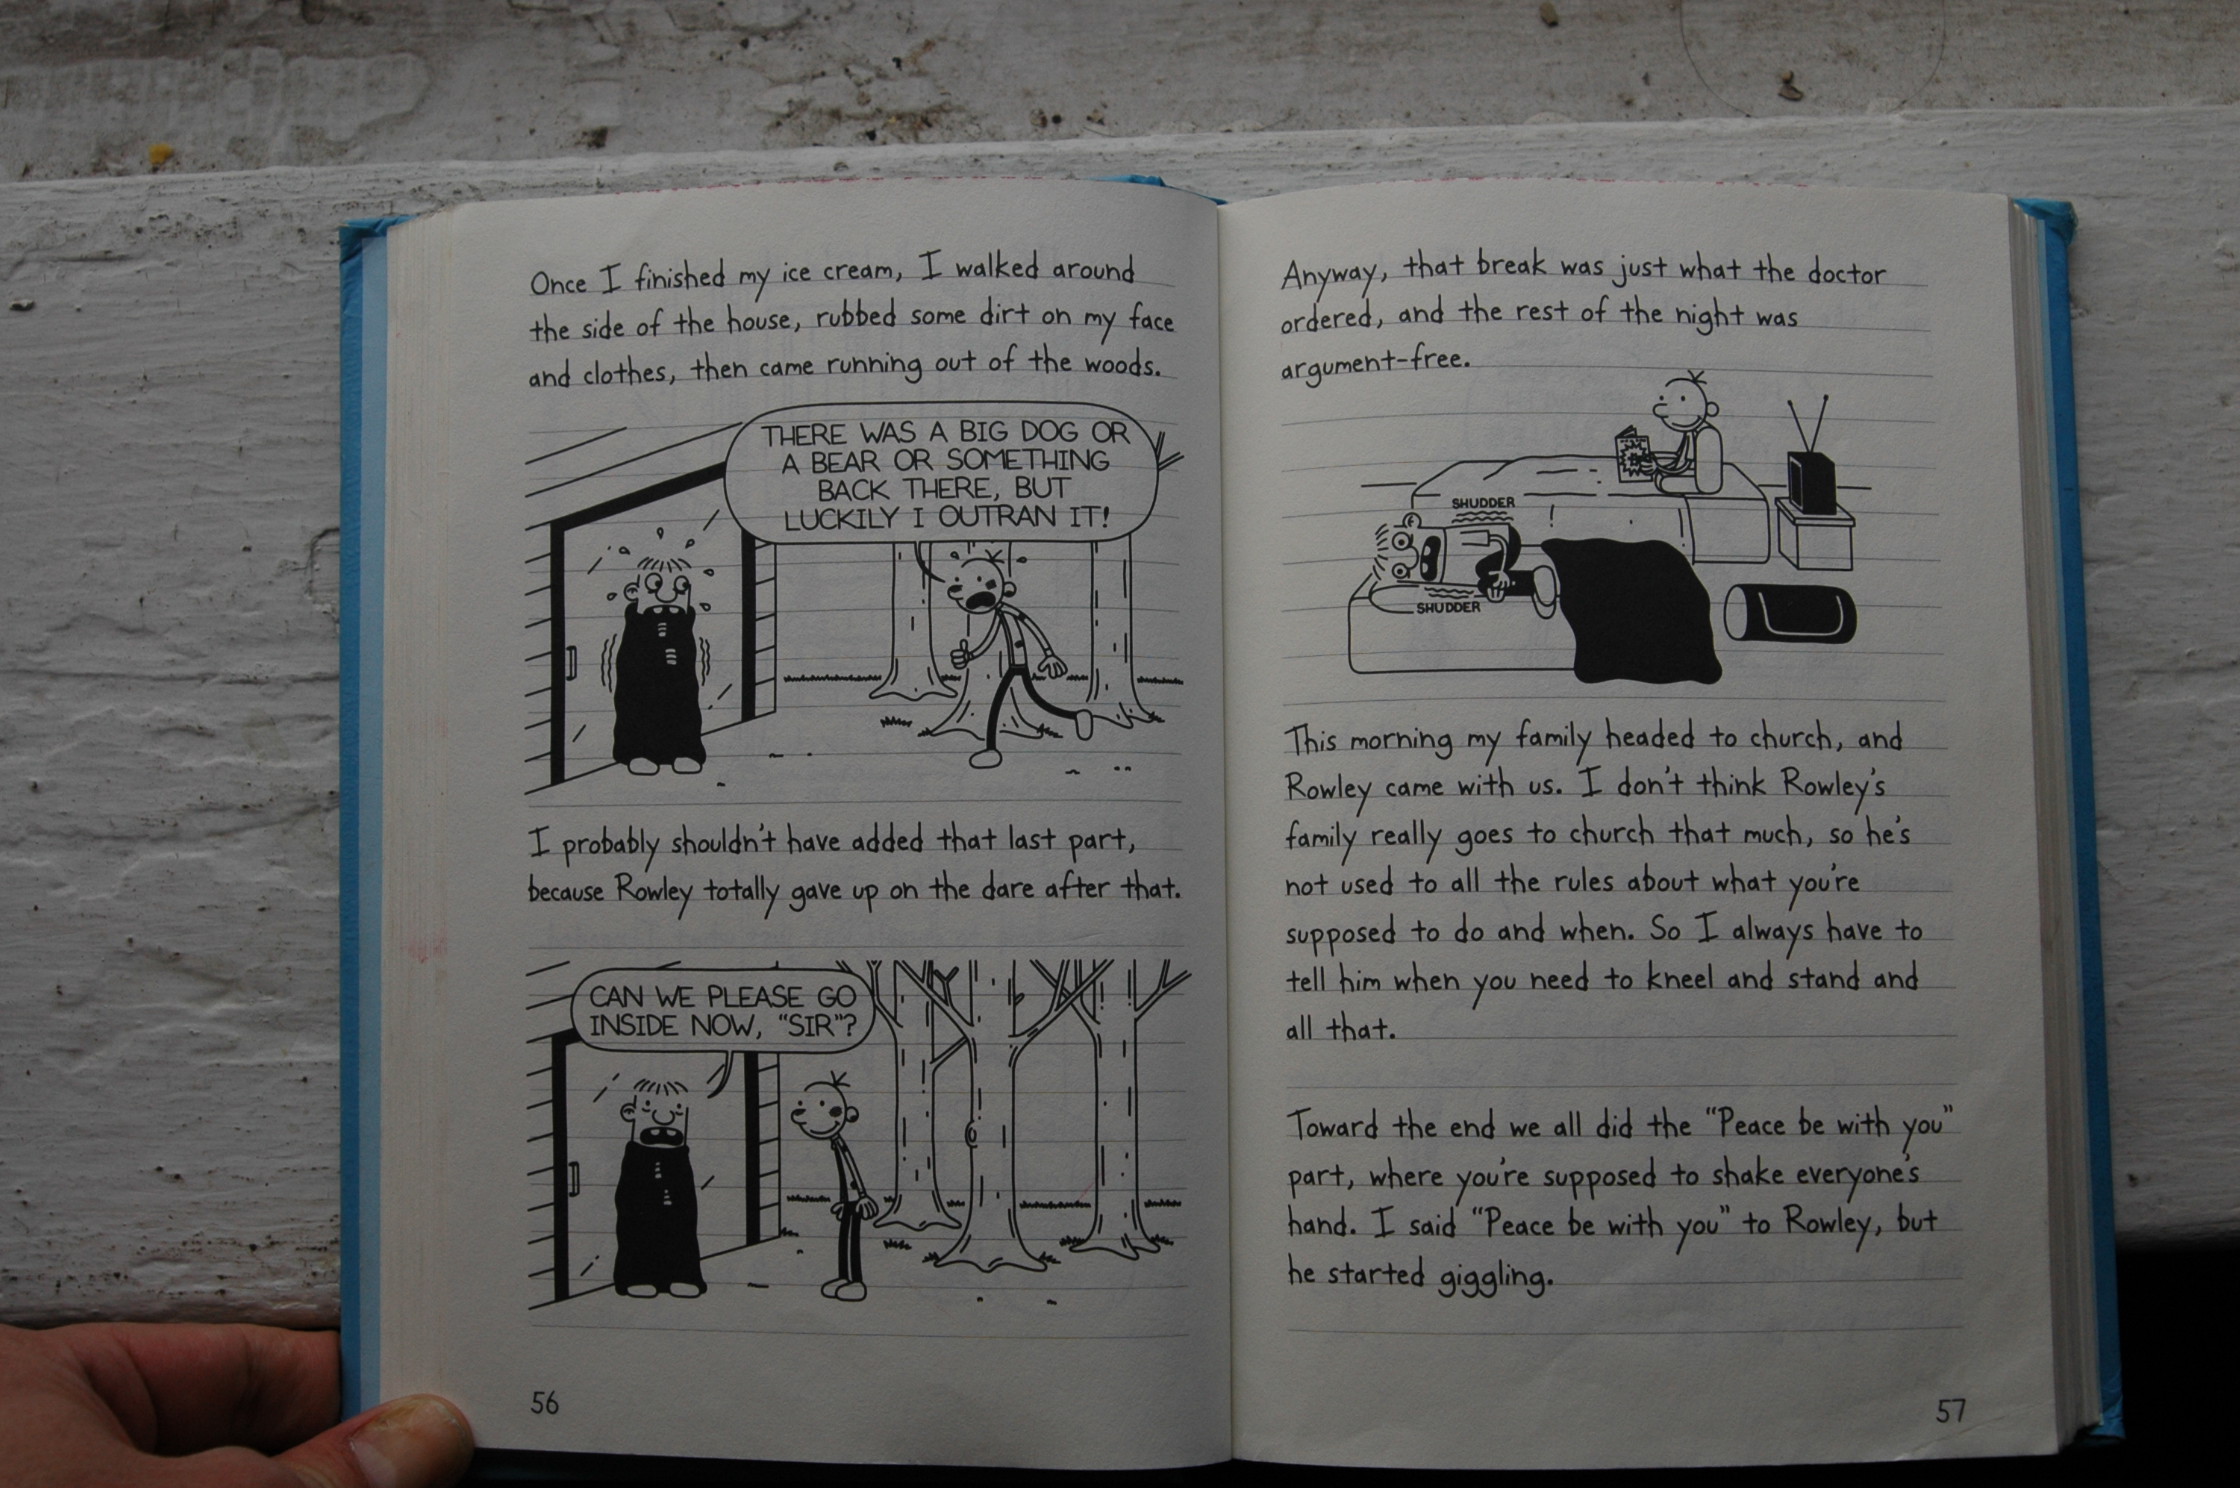 Once I finished my ice cream, I walked around
the side of the house, rubbed some dirt on my face
and clothes, then came running out of the woods.
THERE WAS A BIG DOG OR
A BEAR OR SOMETHING
BACK THERE, BUT
LUCKILY I OUTRAN IT!
I probably shouldn't have added that last part,
because Rowley totally gave up on the dare after that.
CAN WE PLEASE GO
INSIDE NOW, "SIR"?
56
Anyway, that break was just what the doctor
ordered, and the rest of the night was
argument-free.
SHUDDER
SHUDDER
This morning my family headed to church, and
Rowley came with us. I don't think Rowley's
family really goes to church that much, so he's
not used to all the rules about what you're
supposed to do and when. So I always have to
tell him when you need to kneel and stand and
all that.
Toward the end we all did the "Peace be with you"
part, where you're supposed to shake everyone's
hand. I said "Peace be with you" to Rowley, but
he started giggling.
57